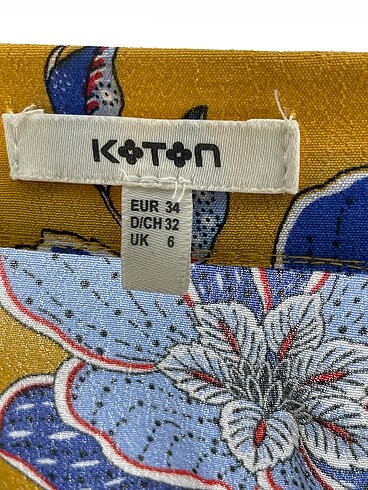 KOTON
EUR 34
D/CH 32
UK 6